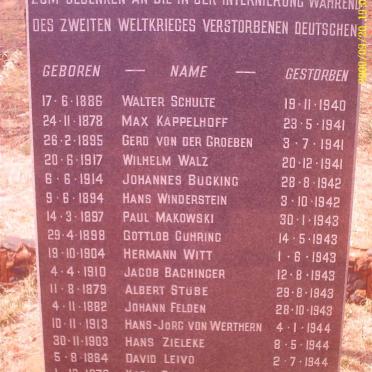 ZUM GEDENKEN AN DIE IN DER INTERNIERUNG WÄHREND
DES ZWEITEN WELTKRIEGES VERSTORBENEN DEUTSCHEN
GEBOREN — NAME — GESTORBEN
17·6·1886 WALTER SCHULTE 19·11·1940
24·11·1878 MAX KAPPELHOFF 23·5·1941
26·2·1895 GERD VON DER GROEBEN 3·7·1941
20·6·1917 WILHELM WALZ 20·12·1941
6·6·1914 JOHANNES BUCKING 28·8·1942
9·6·1894 HANS WINDERSTEIN 3·10·1942
14·3·1897 PAUL MAKOWSKI 30·1·1943
29·4·1898 GOTTLOB GUHRING 14·5·1943
19·10·1904 HERMANN WITT 1·6·1943
4·4·1910 JACOB BACHINGER 12·8·1943
11·8·1879 ALBERT STÜBE 29·8·1943
4·11·1882 JOHANN FELDEN 28·10·1943
10·11·1913 HANS-JORG VON WERTHERN 4·1·1944
30·11·1903 HANS ZIELEKE 8·5·1944
5·8·1884 DAVID LEIVO 2·7·1944